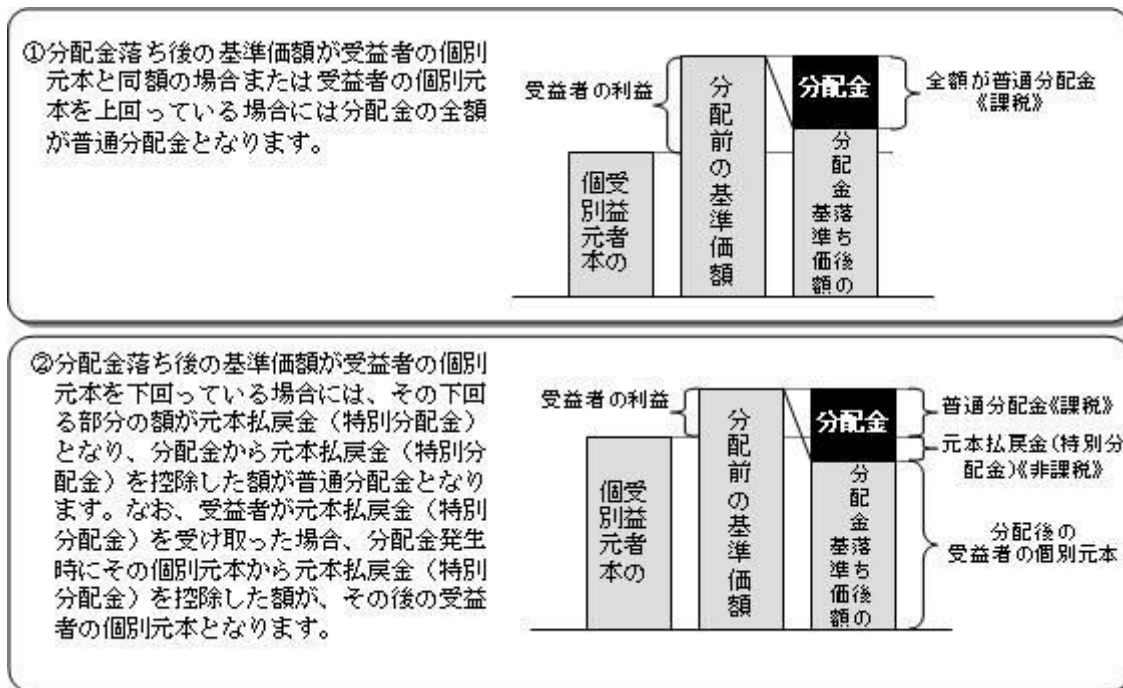 ①分配金落ち後の基準価額が受益者の個別
元本と同額の場合または受益者の個別元
本を上回っている場合には分配金の全額
が普通分配金となります。
受益者の利益
個別元本
受益者の
分配前の基準価額
分配金
基準価額
分配金落ち後の
全額が普通分配金
《課税》
②分配金落ち後の基準価額が受益者の個別
元本を下回っている場合には、その下回
る部分の額が元本払戻金（特別分配金）
となり、分配金から元本払戻金（特別分
配金）を控除した額が普通分配金となり
ます。なお、受益者が元本払戻金（特別
分配金）を受け取った場合、分配金発生
時にその個別元本から元本払戻金（特別
分配金）を控除した額が、その後の受益
者の個別元本となります。
受益者の利益
個別元本
受益者の
分配前の基準価額
分配金
基準価額
分配金落ち後の
普通分配金《課税》
元本払戻金(特別分
配金)《非課税》
分配後の
受益者の個別元本